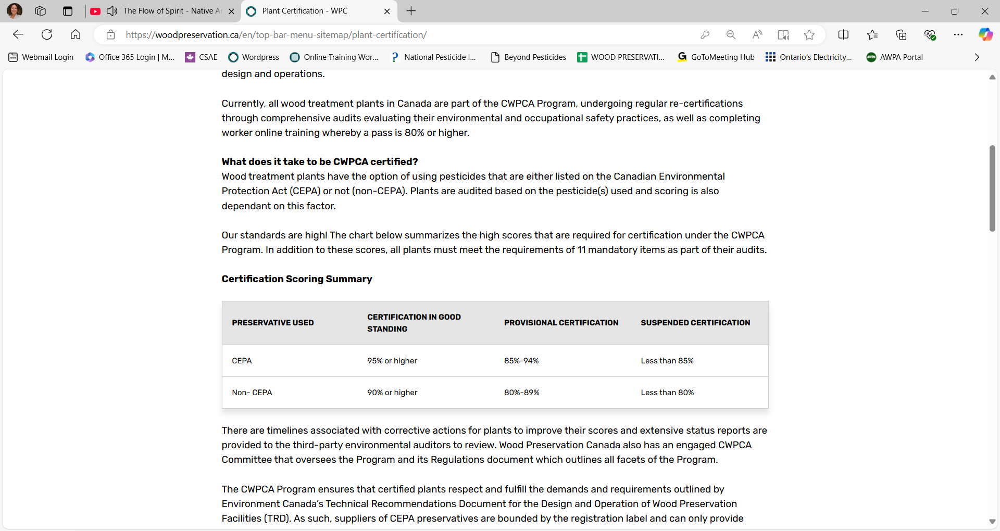 The Flow of Spirit - Native Ar
Plant Certification - WPC
https://woodpreservation.ca/en/top-bar-menu-sitemap/plant-certification/
Webmail Login
Office 365 Login | M...
CSAE
Wordpress
Online Training Wor...
National Pesticide I...
Beyond Pesticides
WOOD PRESERVATI...
GoToMeeting Hub
Ontario's Electricity...
AWPA Portal
design and operations.
Currently, all wood treatment plants in Canada are part of the CWPCA Program, undergoing regular re-certifications
through comprehensive audits evaluating their environmental and occupational safety practices, as well as completing
worker online training whereby a pass is 80% or higher.
What does it take to be CWPCA certified?
Wood treatment plants have the option of using pesticides that are either listed on the Canadian Environmental
Protection Act (CEPA) or not (non-CEPA). Plants are audited based on the pesticide(s) used and scoring is also
dependant on this factor.
Our standards are high! The chart below summarizes the high scores that are required for certification under the CWPCA
Program. In addition to these scores, all plants must meet the requirements of 11 mandatory items as part of their audits.
Certification Scoring Summary
PRESERVATIVE USED
CERTIFICATION IN GOOD
STANDING
PROVISIONAL CERTIFICATION
SUSPENDED CERTIFICATION
CEPA
95% or higher
85%-94%
Less than 85%
Non- CEPA
90% or higher
80%-89%
Less than 80%
There are timelines associated with corrective actions for plants to improve their scores and extensive status reports are
provided to the third-party environmental auditors to review. Wood Preservation Canada also has an engaged CWPCA
Committee that oversees the Program and its Regulations document which outlines all facets of the Program.
The CWPCA Program ensures that certified plants respect and fulfill the demands and requirements outlined by
Environment Canada's Technical Recommendations Document for the Design and Operation of Wood Preservation
Facilities (TRD). As such, suppliers of CEPA preservatives are bounded by the registration label and can only provide